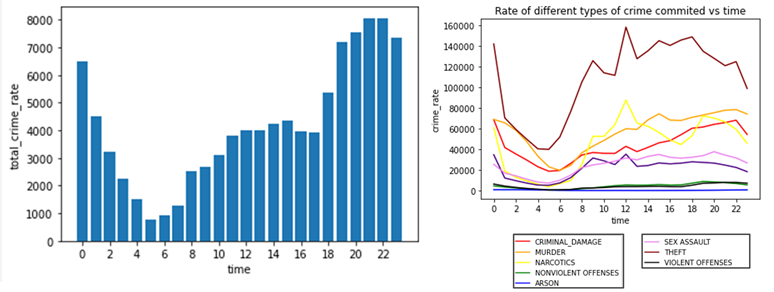 total_crime_rate
8000
7000
6000
5000
4000
3000
2000
1000
0
0 2 4 6 8 10 12 14 16 18 20 22
time
Rate of different types of crime commited vs time
crime_rate
160000
140000
120000
100000
80000
60000
40000
20000
0
0 2 4 6 8 10 12 14 16 18 20 22
time
CRIMINAL_DAMAGE
MURDER
NARCOTICS
NONVIOLENT OFFENSES
ARSON
SEX ASSAULT
THEFT
VIOLENT OFFENSES